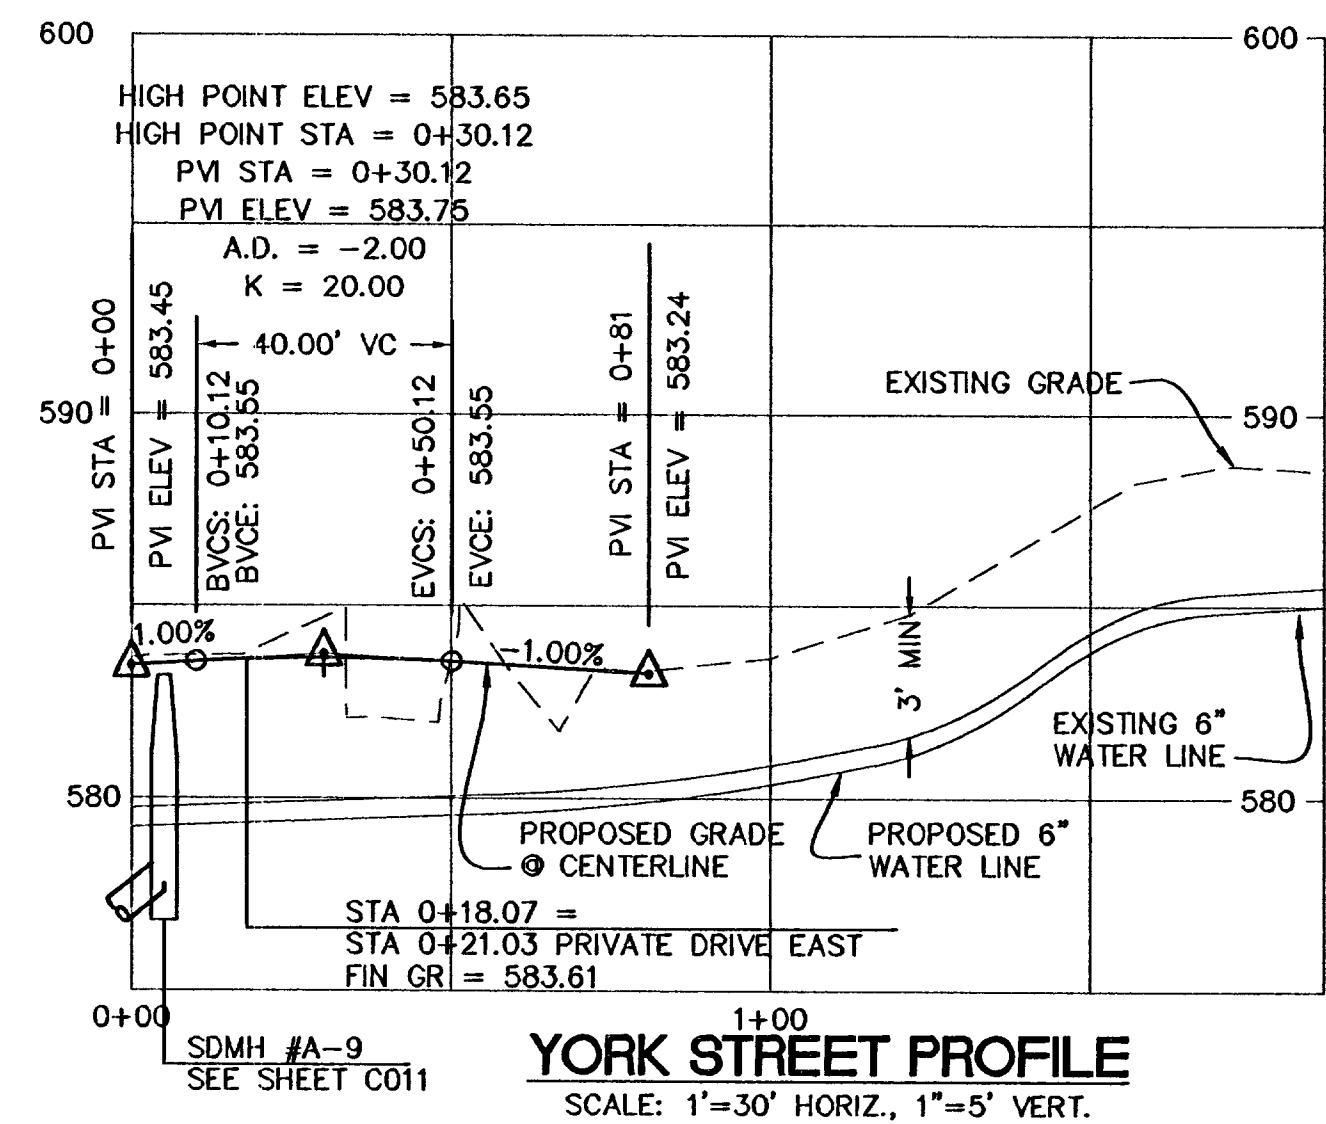 600
600
HIGH POINT ELEV = 583.65
HIGH POINT STA = 0+30.12
PVI STA = 0+30.12
PVI ELEV = 583.75
A.D. = -2.00
K = 20.00
40.00' VC
PVI STA = 0+00
PVI ELEV = 583.45
BVCS: 0+10.12
BVCE: 583.55
EVCS: 0+50.12
EVCE: 583.55
PVI STA = 0+81
PVI ELEV = 583.24
EXISTING GRADE
590
590
1.00%
-1.00%
3' MIN
EXISTING 6"
WATER LINE
580
580
PROPOSED GRADE
@ CENTERLINE
PROPOSED 6"
WATER LINE
STA 0+18.07 =
STA 0+21.03 PRIVATE DRIVE EAST
FIN GR = 583.61
0+00
1+00
SDMH #A-9
SEE SHEET C011
YORK STREET PROFILE
SCALE: 1'=30' HORIZ., 1"=5' VERT.